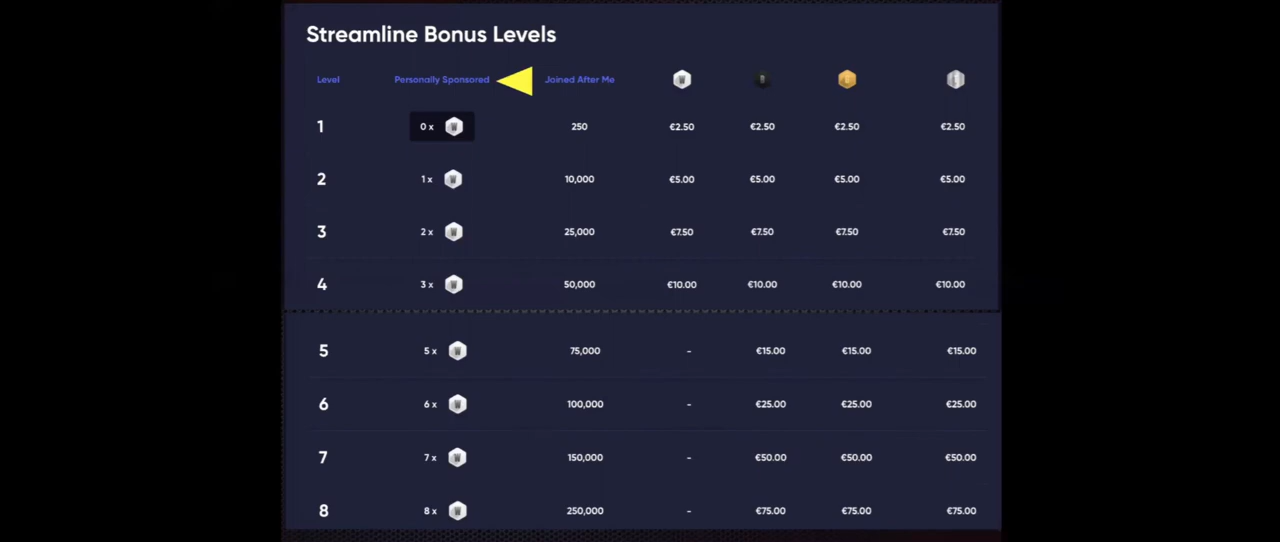 Streamline Bonus Levels
Level Personally Sponsored Joined After Me
1 0 x 250 €2.50 €2.50 €2.50 €2.50
2 1 x 10,000 €5.00 €5.00 €5.00 €5.00
3 2 x 25,000 €7.50 €7.50 €7.50 €7.50
4 3 x 50,000 €10.00 €10.00 €10.00 €10.00
5 5 x 75,000 - €15.00 €15.00 €15.00
6 6 x 100,000 - €25.00 €25.00 €25.00
7 7 x 150,000 - €50.00 €50.00 €50.00
8 8 x 250,000 - €75.00 €75.00 €75.00